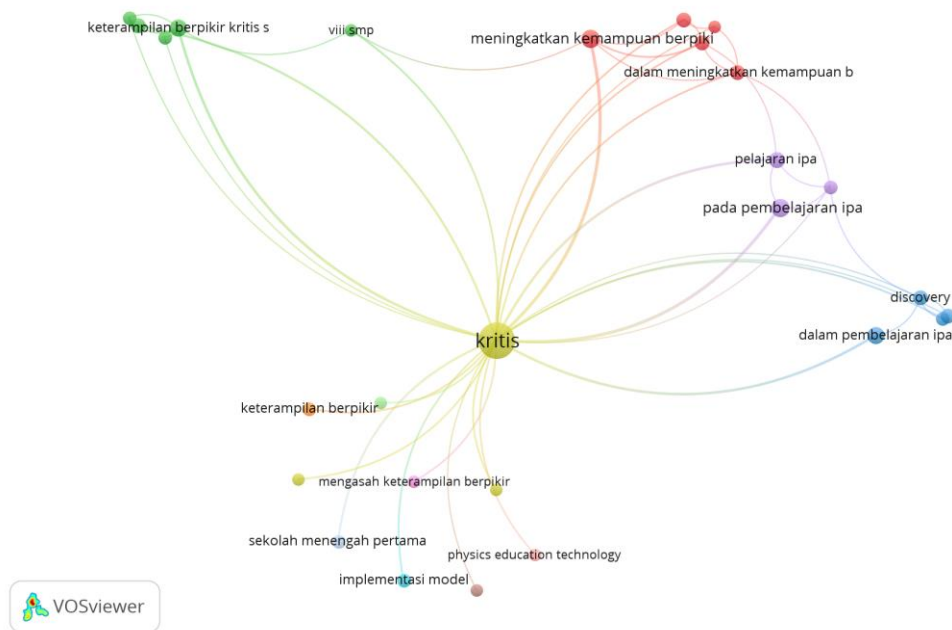 keterampilan berpikir kritis s
viii smp
meningkatkan kemampuan berpiki
dalam meningkatkan kemampuan b
pelajaran ipa
pada pembelajaran ipa
discovery
dalam pembelajaran ipa
kritis
keterampilan berpikir
mengasah keterampilan berpikir
sekolah menengah pertama
physics education technology
implementasi model
VOSviewer